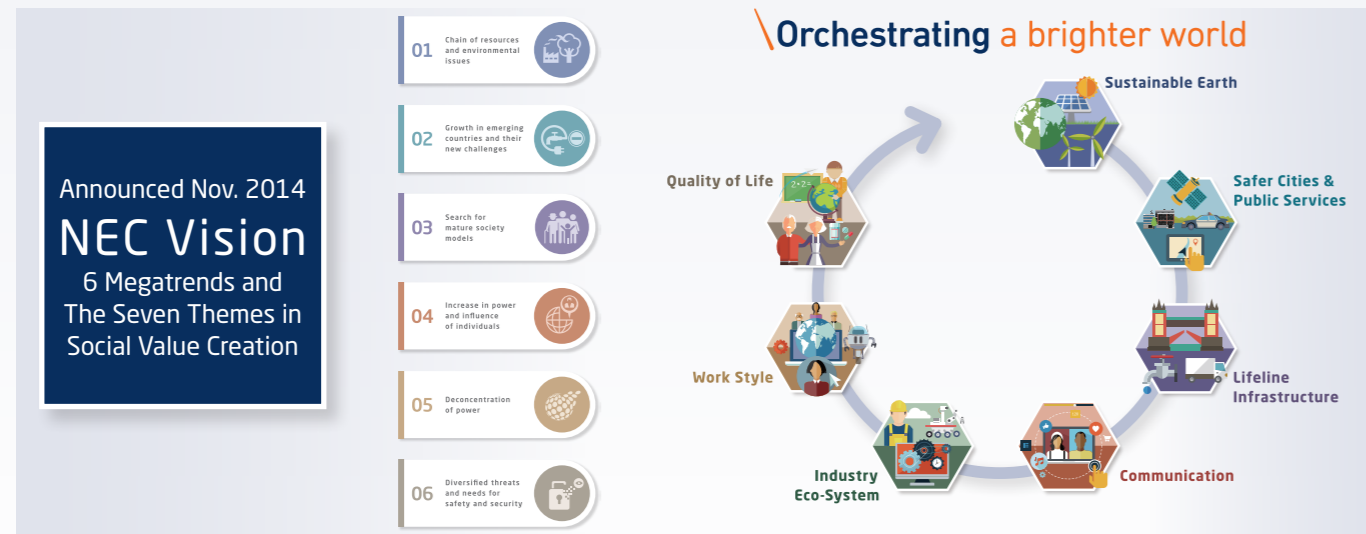 Announced Nov. 2014
NEC Vision
6 Megatrends and
The Seven Themes in
Social Value Creation
01
Chain of resources
and environmental
issues
02
Growth in emerging
countries and their
new challenges
03
Search for
mature society
models
04
Increase in power
and influence
of individuals
05
Deconcentration
of power
06
Diversified threats
and needs for
safety and security
\Orchestrating a brighter world
Sustainable Earth
Safer Cities &
Public Services
Lifeline
Infrastructure
Communication
Industry
Eco-System
Work Style
Quality of Life
2+2=